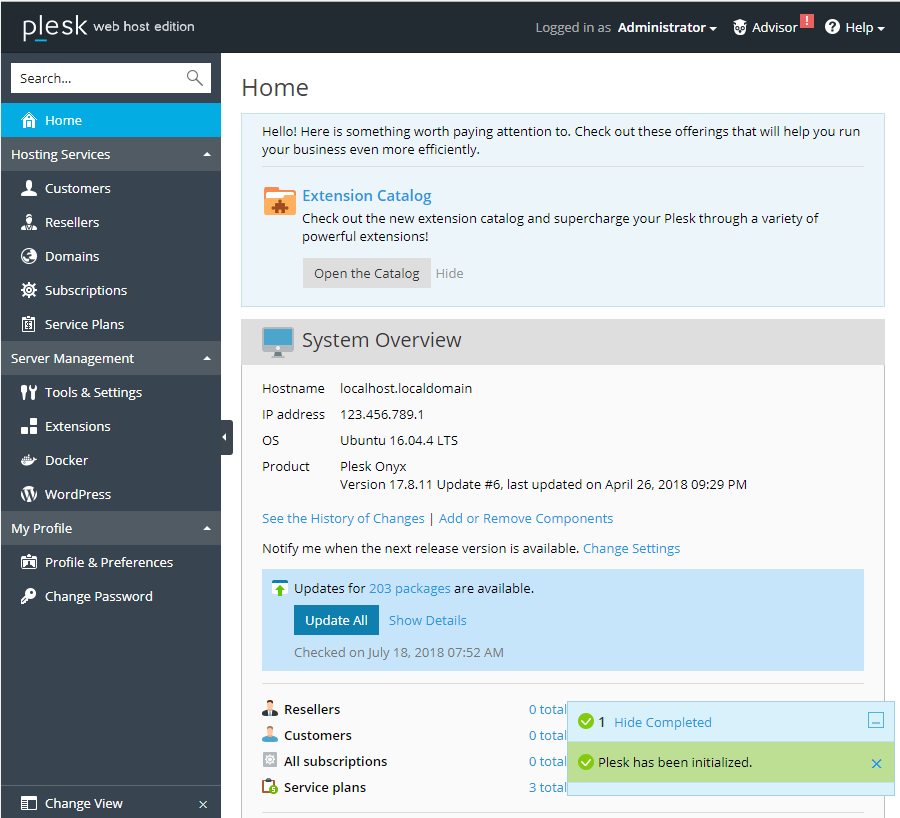 plesk web host edition
Logged in as Administrator
Advisor !
? Help
Search...
Home
Hosting Services
Customers
Resellers
Domains
Subscriptions
Service Plans
Server Management
Tools & Settings
Extensions
Docker
WordPress
My Profile
Profile & Preferences
Change Password
Change View ×
Home
Hello! Here is something worth paying attention to. Check out these offerings that will help you run
your business even more efficiently.
Extension Catalog
Check out the new extension catalog and supercharge your Plesk through a variety of
powerful extensions!
Open the Catalog Hide
System Overview
Hostname localhost.localdomain
IP address 123.456.789.1
OS Ubuntu 16.04.4 LTS
Product Plesk Onyx
Version 17.8.11 Update #6, last updated on April 26, 2018 09:29 PM
See the History of Changes | Add or Remove Components
Notify me when the next release version is available. Change Settings
Updates for 203 packages are available.
Update All Show Details
Checked on July 18, 2018 07:52 AM
Resellers 0 total
Customers 0 total
All subscriptions 0 total
Service plans 3 total
1 Hide Completed
Plesk has been initialized. ×